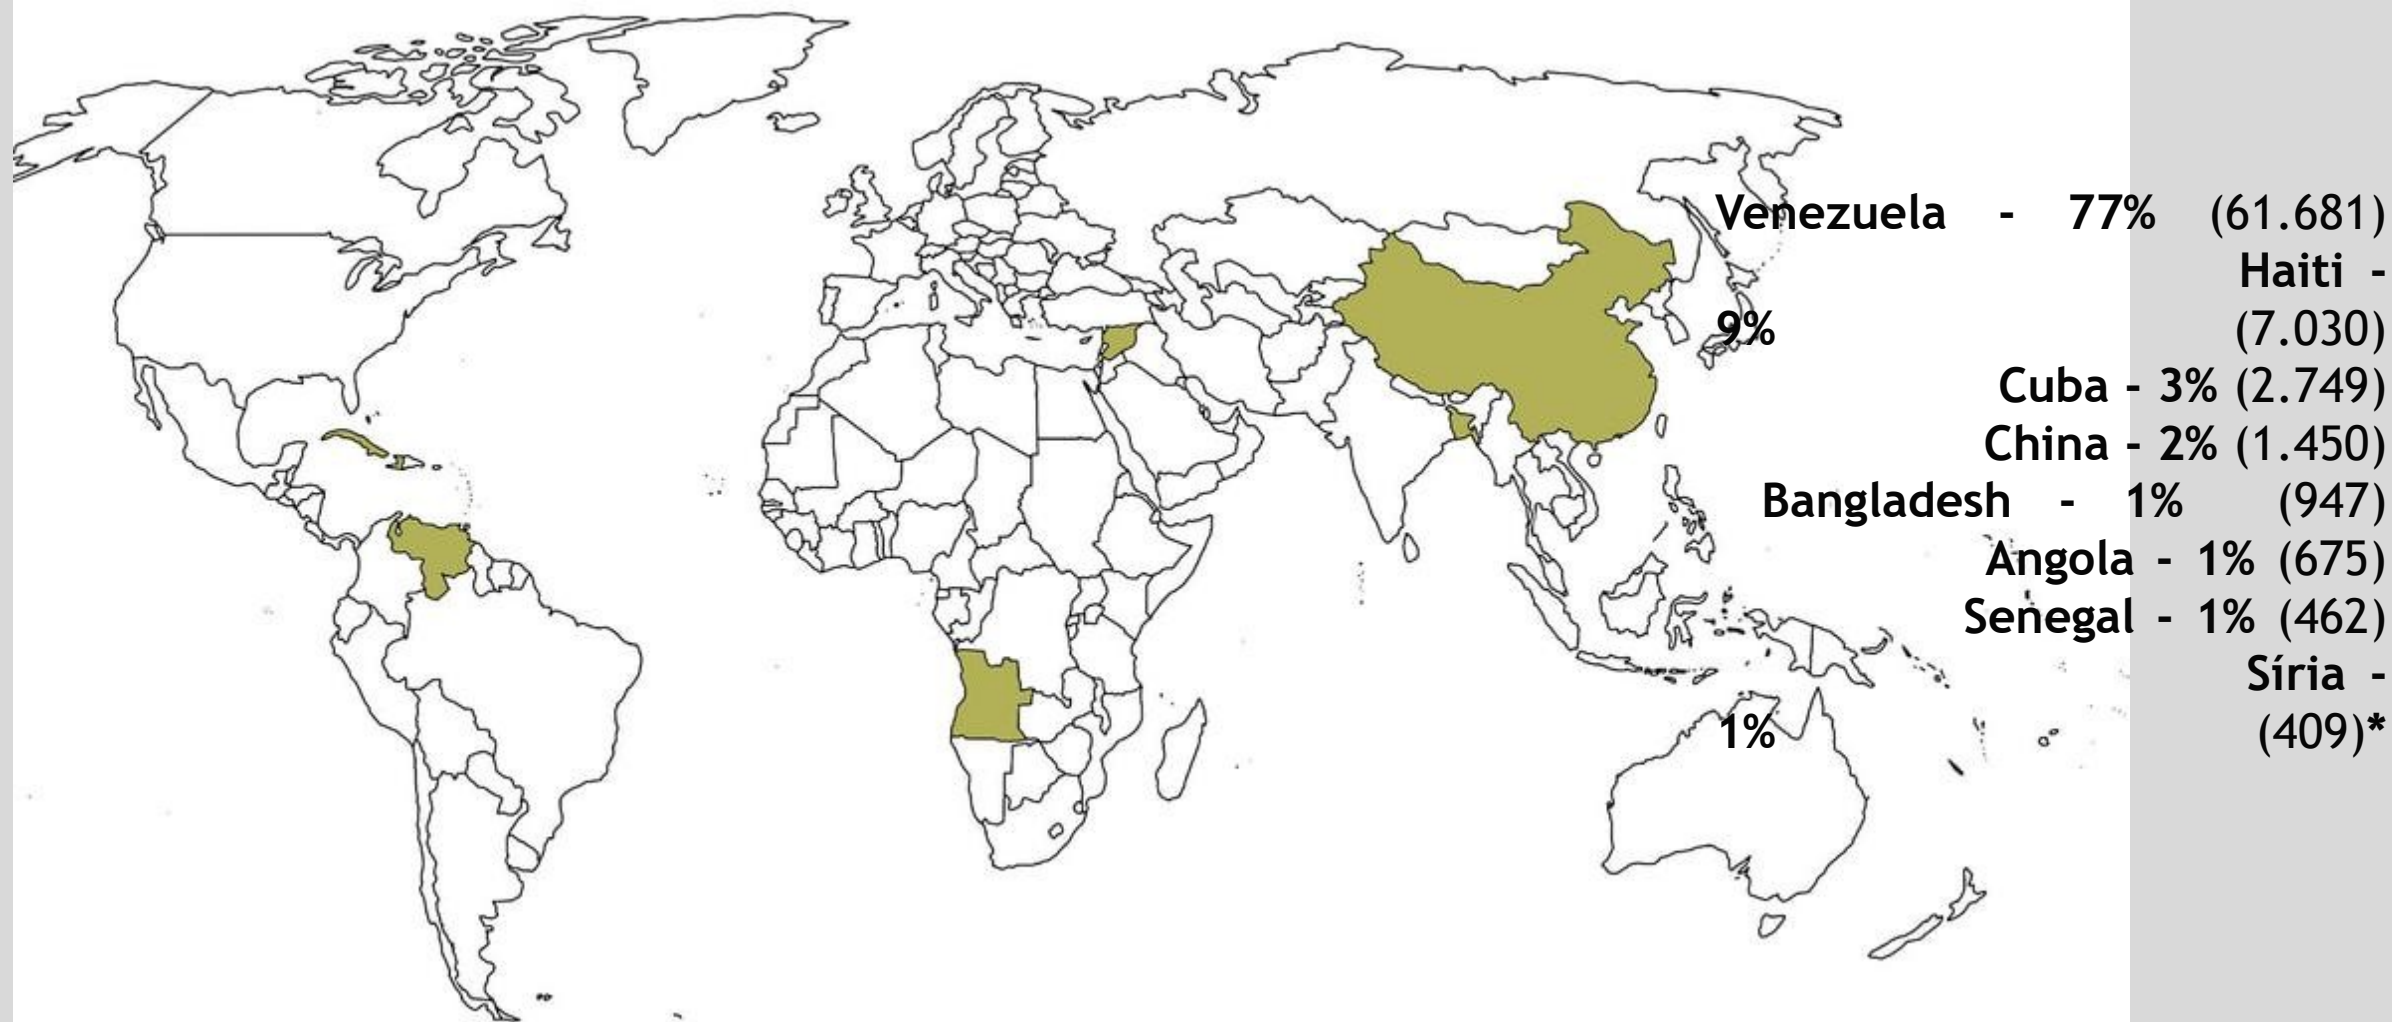 Venezuela - 77% (61.681)
Haiti -
9% (7.030)
Cuba - 3% (2.749)
China - 2% (1.450)
Bangladesh - 1% (947)
Angola - 1% (675)
Senegal - 1% (462)
Síria -
1% (409)*